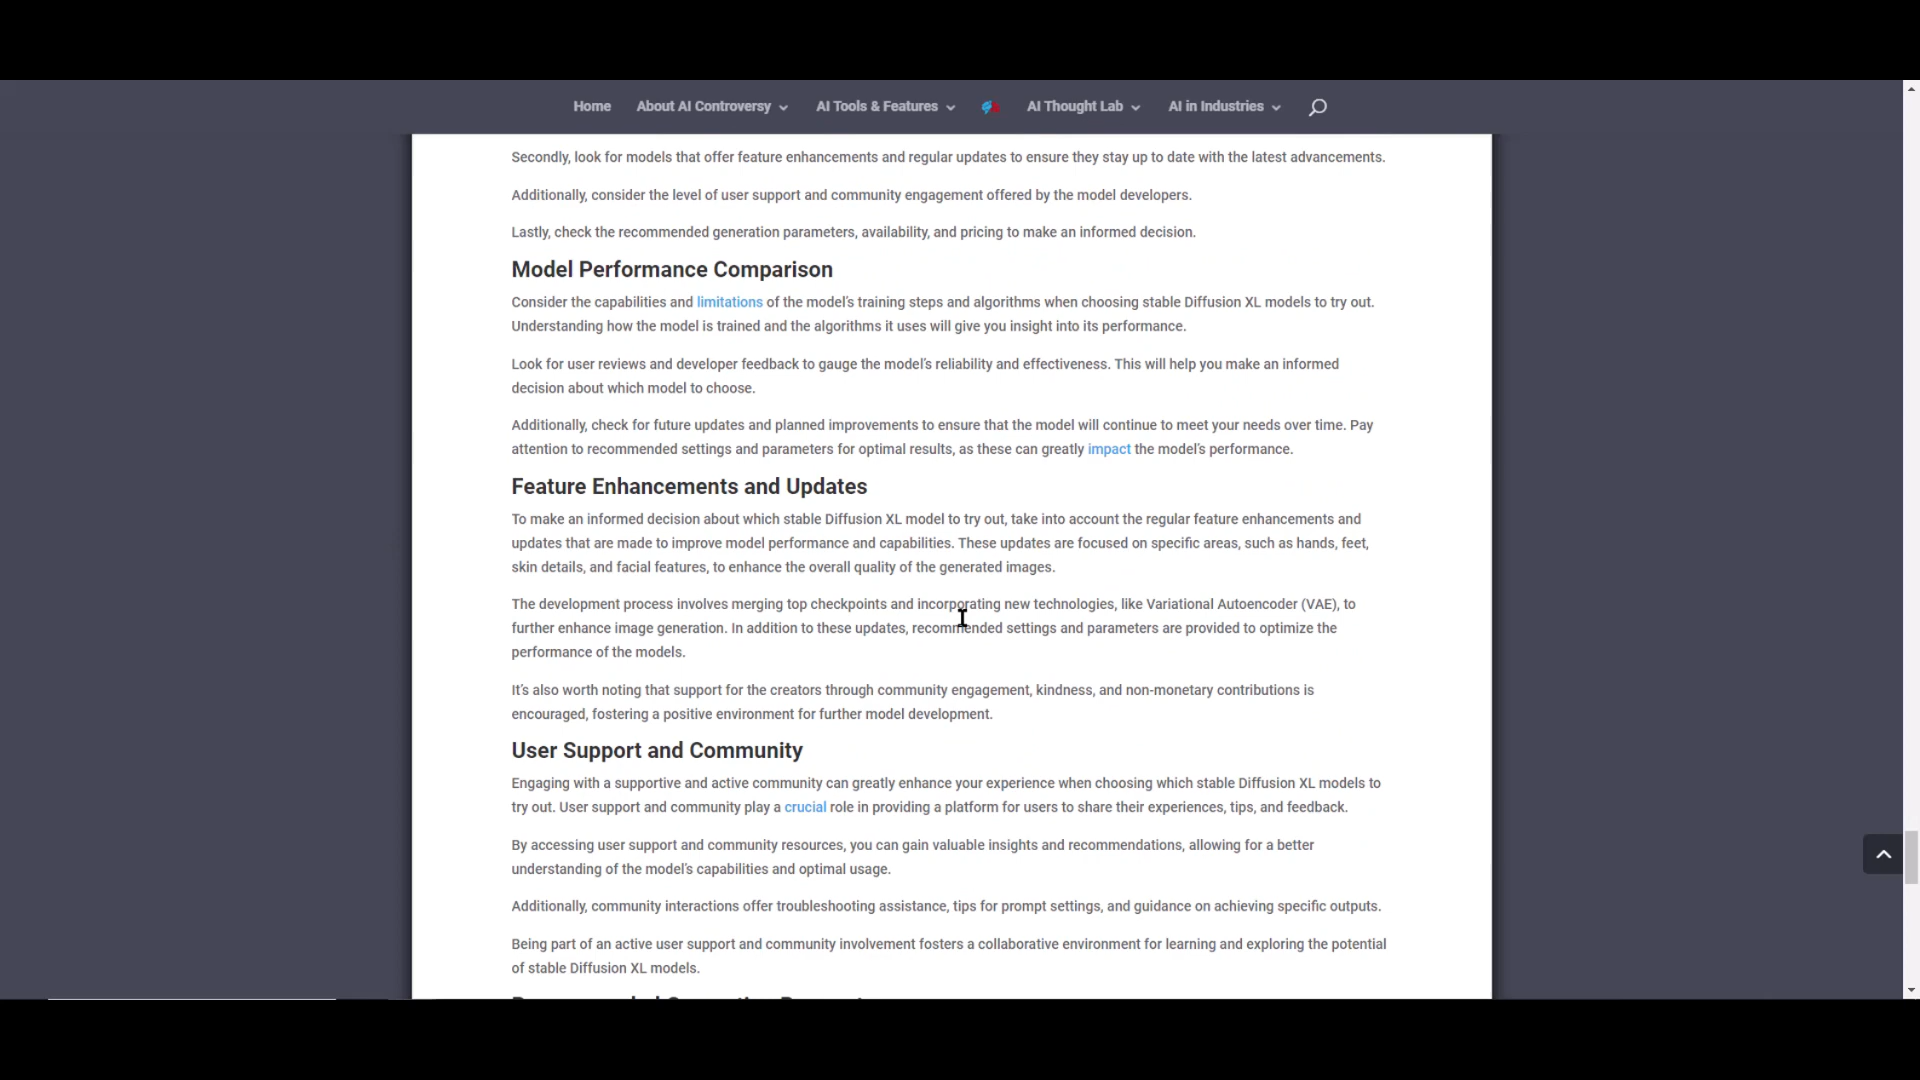 Home About AI Controversy AI Tools & Features AI Thought Lab AI in Industries
Secondly, look for models that offer feature enhancements and regular updates to ensure they stay up to date with the latest advancements.
Additionally, consider the level of user support and community engagement offered by the model developers.
Lastly, check the recommended generation parameters, availability, and pricing to make an informed decision.
Model Performance Comparison
Consider the capabilities and limitations of the model's training steps and algorithms when choosing stable Diffusion XL models to try out.
Understanding how the model is trained and the algorithms it uses will give you insight into its performance.
Look for user reviews and developer feedback to gauge the model's reliability and effectiveness. This will help you make an informed
decision about which model to choose.
Additionally, check for future updates and planned improvements to ensure that the model will continue to meet your needs over time. Pay
attention to recommended settings and parameters for optimal results, as these can greatly impact the model's performance.
Feature Enhancements and Updates
To make an informed decision about which stable Diffusion XL model to try out, take into account the regular feature enhancements and
updates that are made to improve model performance and capabilities. These updates are focused on specific areas, such as hands, feet,
skin details, and facial features, to enhance the overall quality of the generated images.
The development process involves merging top checkpoints and incorporating new technologies, like Variational Autoencoder (VAE), to
further enhance image generation. In addition to these updates, recommended settings and parameters are provided to optimize the
performance of the models.
It's also worth noting that support for the creators through community engagement, kindness, and non-monetary contributions is
encouraged, fostering a positive environment for further model development.
User Support and Community
Engaging with a supportive and active community can greatly enhance your experience when choosing which stable Diffusion XL models to
try out. User support and community play a crucial role in providing a platform for users to share their experiences, tips, and feedback.
By accessing user support and community resources, you can gain valuable insights and recommendations, allowing for a better
understanding of the model's capabilities and optimal usage.
Additionally, community interactions offer troubleshooting assistance, tips for prompt settings, and guidance on achieving specific outputs.
Being part of an active user support and community involvement fosters a collaborative environment for learning and exploring the potential
of stable Diffusion XL models.